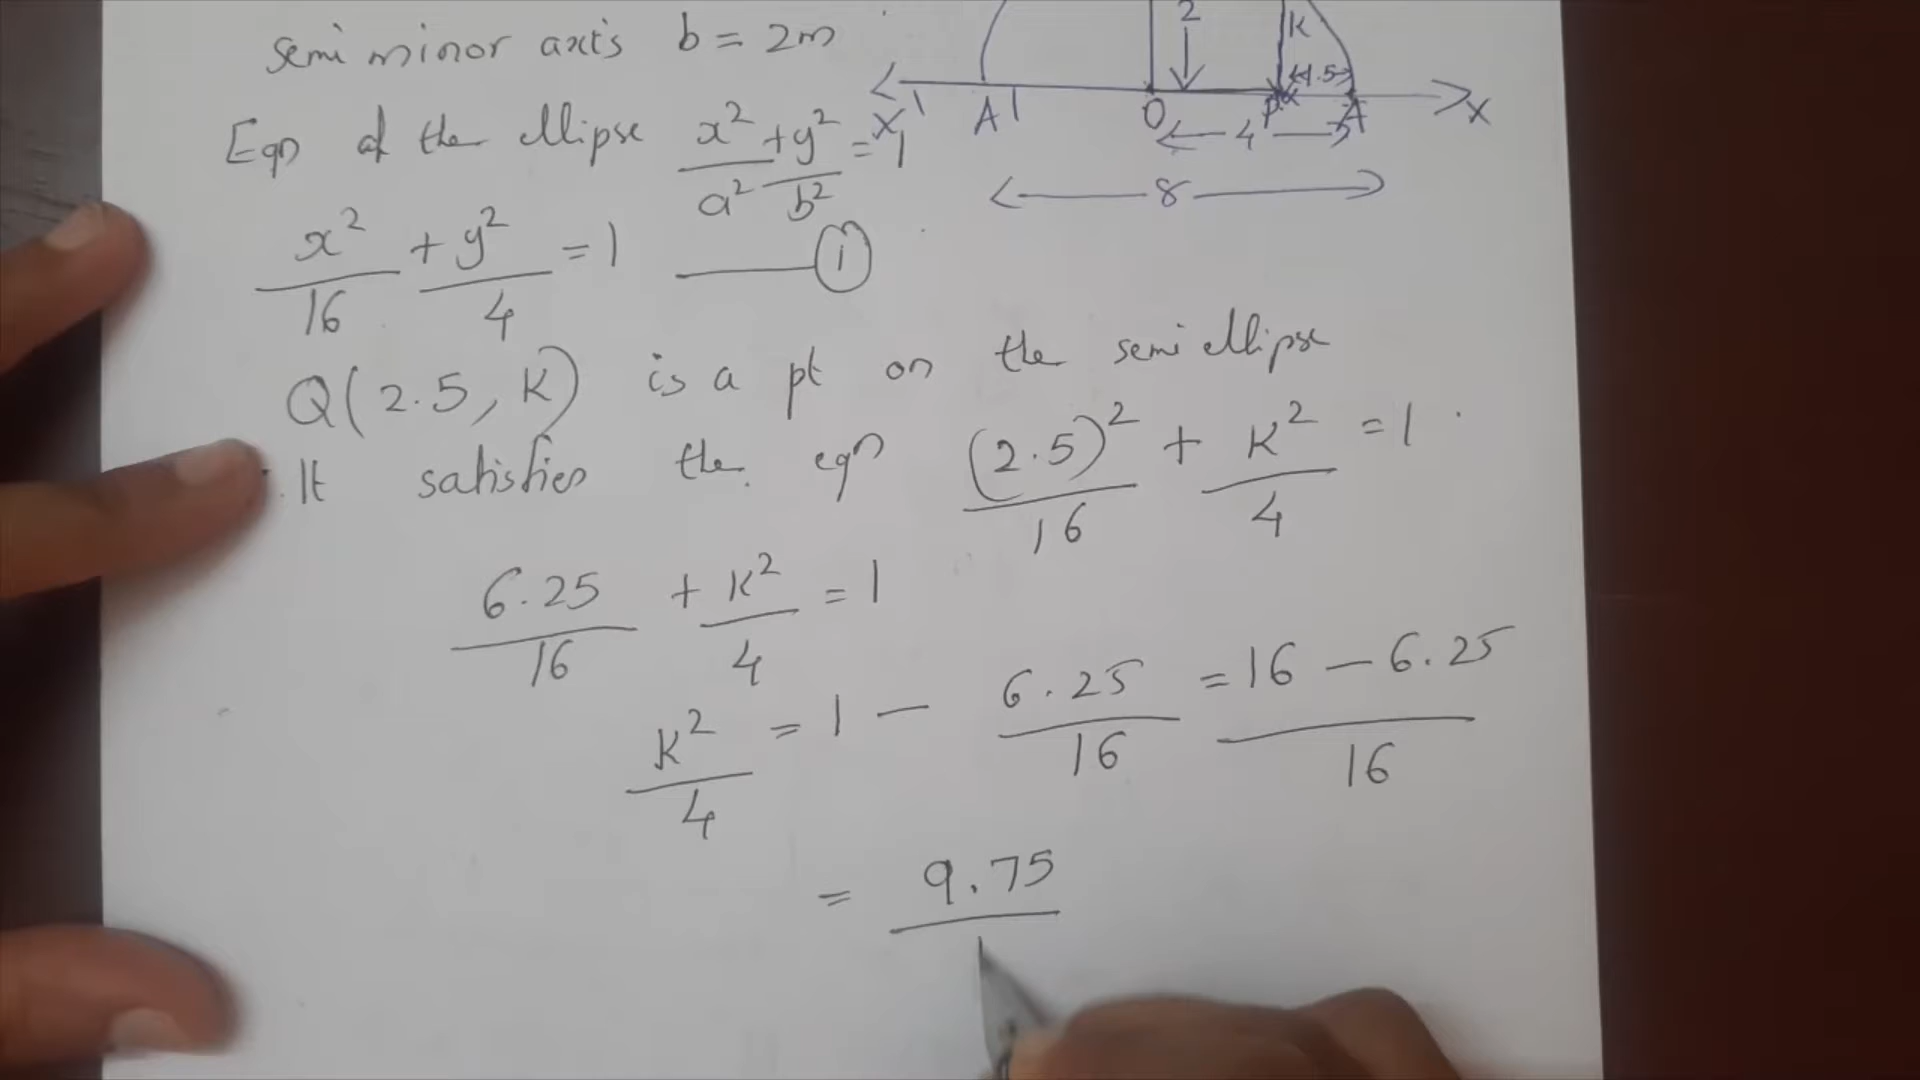 semi minor axis b = 2m
Eqn of the ellipse x²/a² + y²/b² = 1
x²/16 + y²/4 = 1 ——— ①
Q(2.5, K) is a pt on the semi ellipse
∴ It satisfies the eqn (2.5)²/16 + K²/4 = 1
6.25/16 + K²/4 = 1
K²/4 = 1 - 6.25/16 = 16 - 6.25/16
= 9.75/1
2
K
1.5
X'
A'
O
P
A
X
4
8